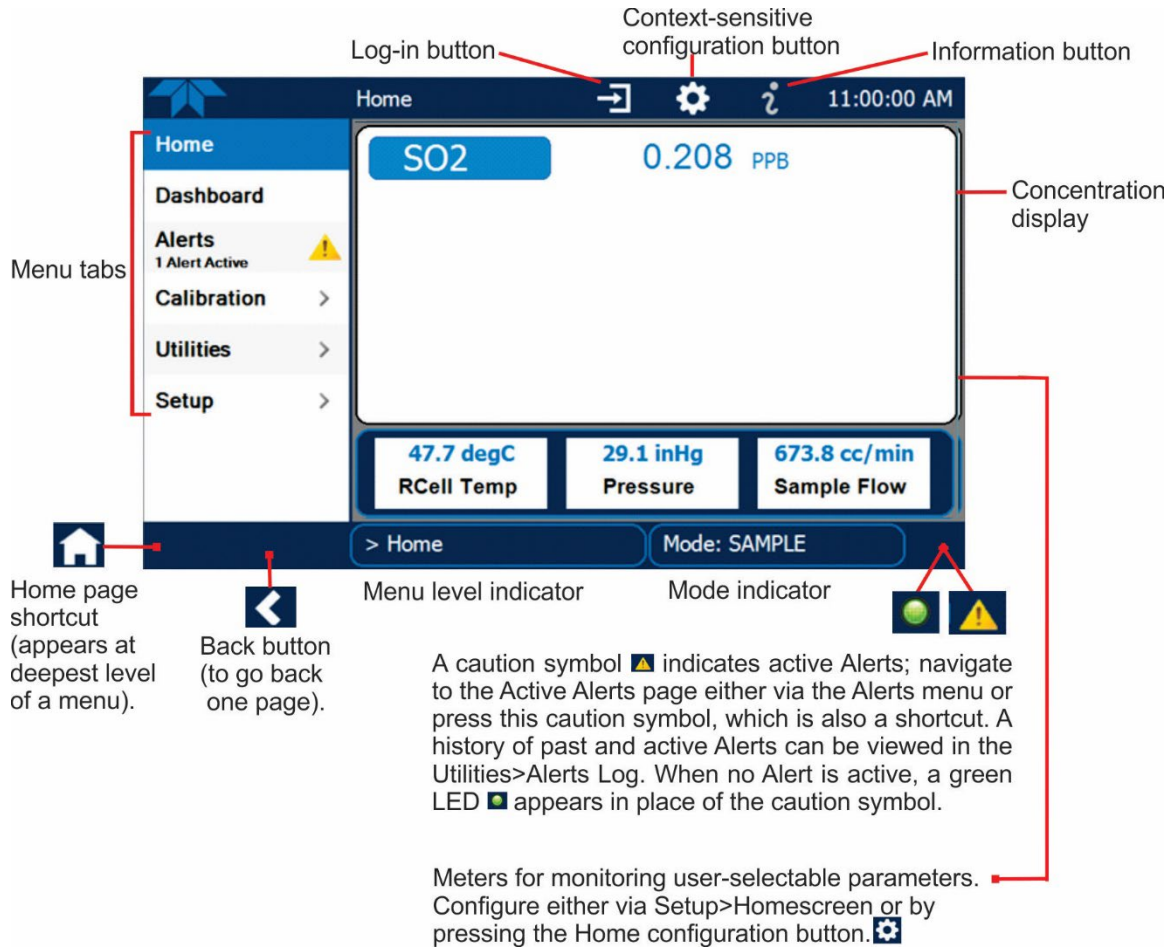 Context-sensitive
configuration button
Log-in button
Information button
Home
11:00:00 AM
Home
SO2
0.208 PPB
Dashboard
Concentration
display
Alerts
1 Alert Active
Menu tabs
Calibration
Utilities
Setup
47.7 degC
RCell Temp
29.1 inHg
Pressure
673.8 cc/min
Sample Flow
> Home
Mode: SAMPLE
Home page
shortcut
(appears at
deepest level
of a menu).
Back button
(to go back
one page).
Menu level indicator
Mode indicator
A caution symbol indicates active Alerts; navigate
to the Active Alerts page either via the Alerts menu or
press this caution symbol, which is also a shortcut. A
history of past and active Alerts can be viewed in the
Utilities>Alerts Log. When no Alert is active, a green
LED appears in place of the caution symbol.
Meters for monitoring user-selectable parameters.
Configure either via Setup>Homescreen or by
pressing the Home configuration button.